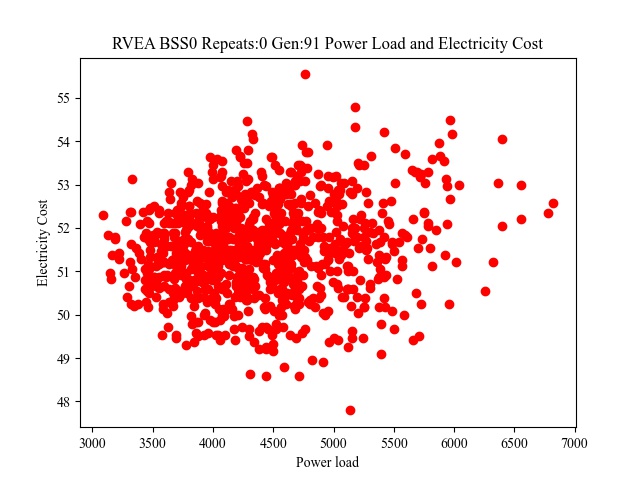 RVEA BSS0 Repeats:0 Gen:91 Power Load and Electricity Cost
55
54
53
52
51
50
49
48
Electricity Cost
3000 3500 4000 4500 5000 5500 6000 6500 7000
Power load